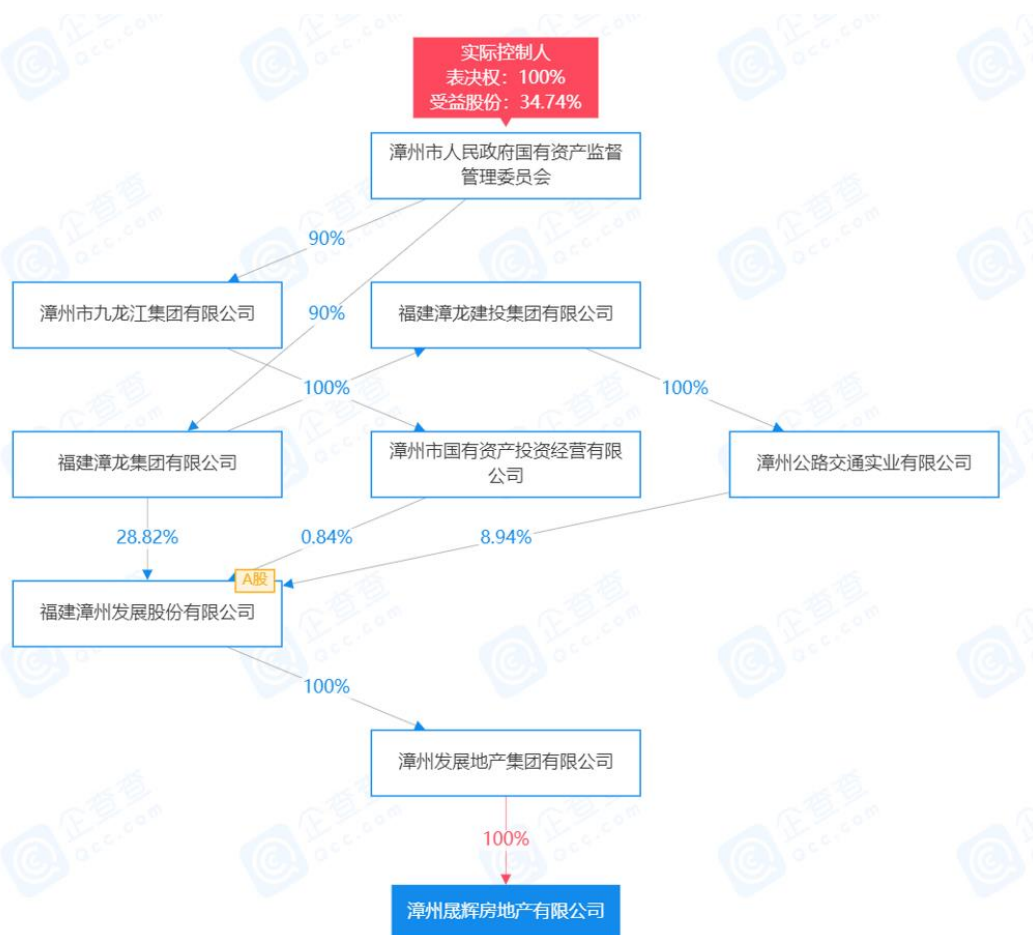 实际控制人
表决权：100%
受益股份：34.74%
漳州市人民政府国有资产监督
管理委员会
90%
漳州市九龙江集团有限公司
90%
福建漳龙建投集团有限公司
100%
100%
福建漳龙集团有限公司
漳州市国有资产投资经营有限
公司
漳州公路交通实业有限公司
28.82%
0.84%
8.94%
A股
福建漳州发展股份有限公司
100%
漳州发展地产集团有限公司
100%
漳州晟辉房地产有限公司
企查查
Qcc.com